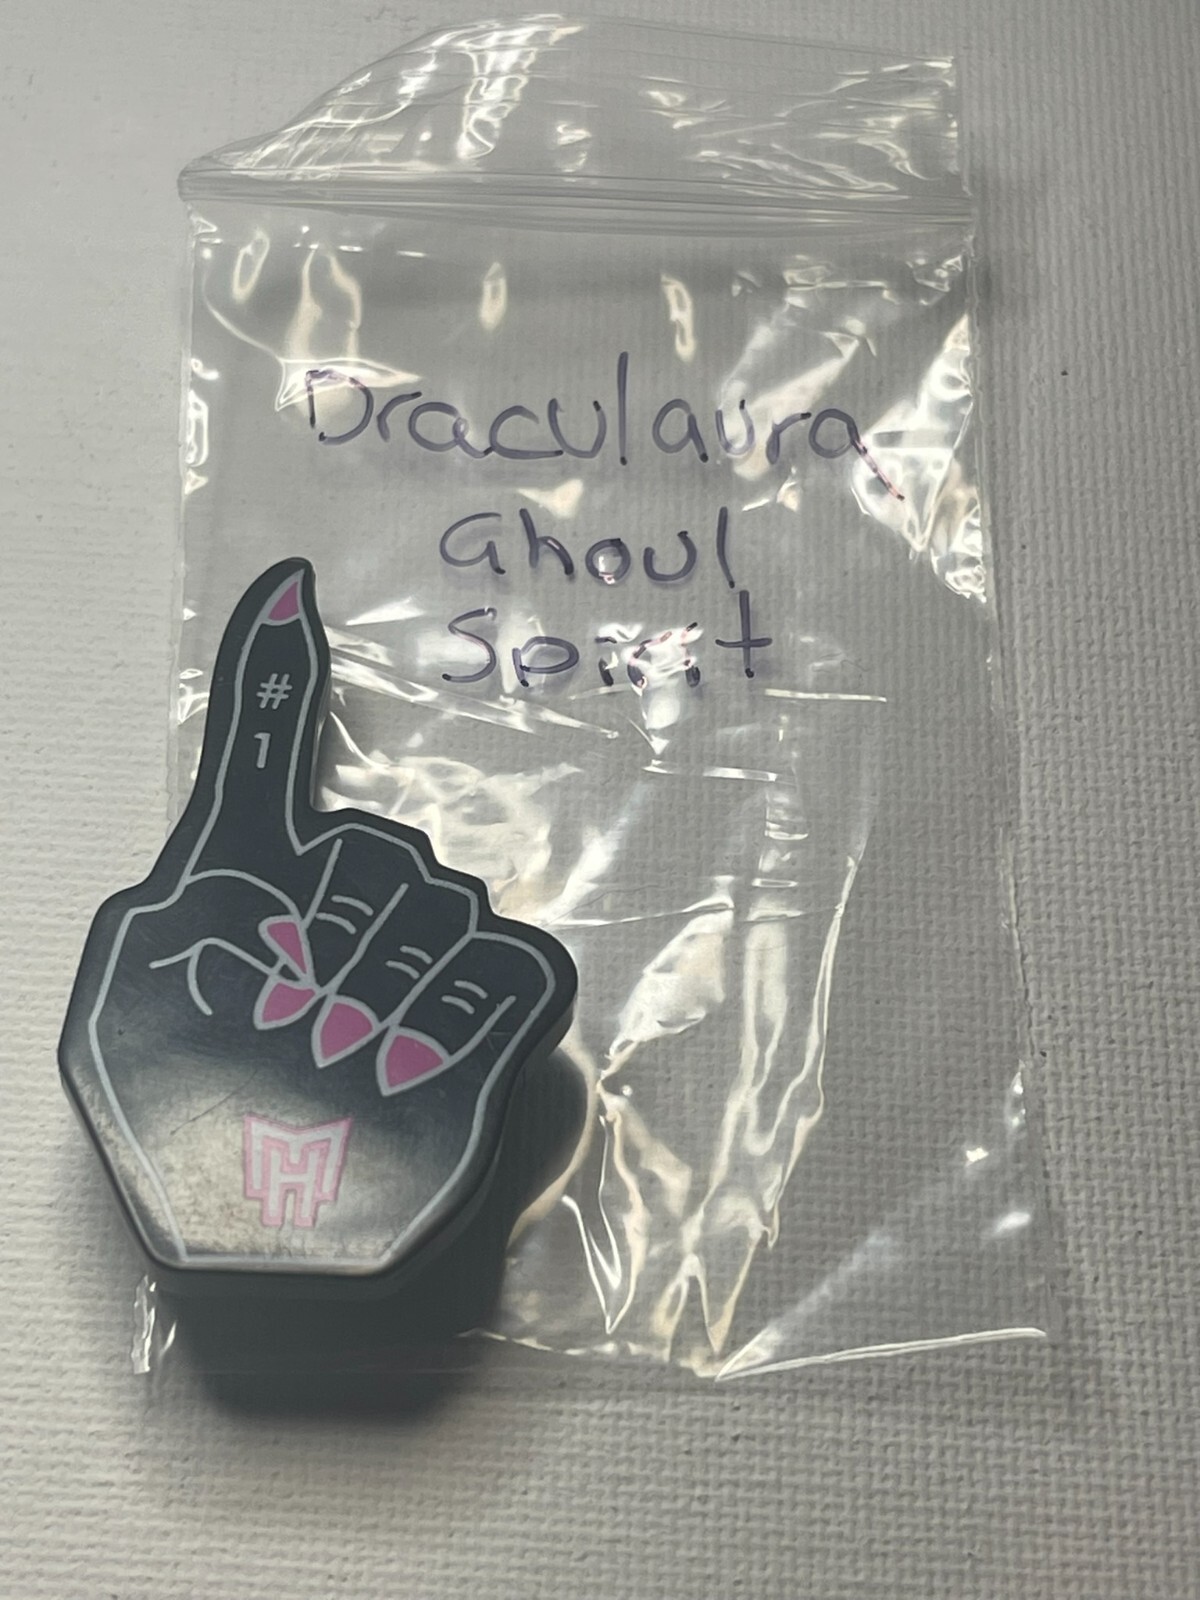 Draculaura
Ghoul
Spirit
#
1
MH